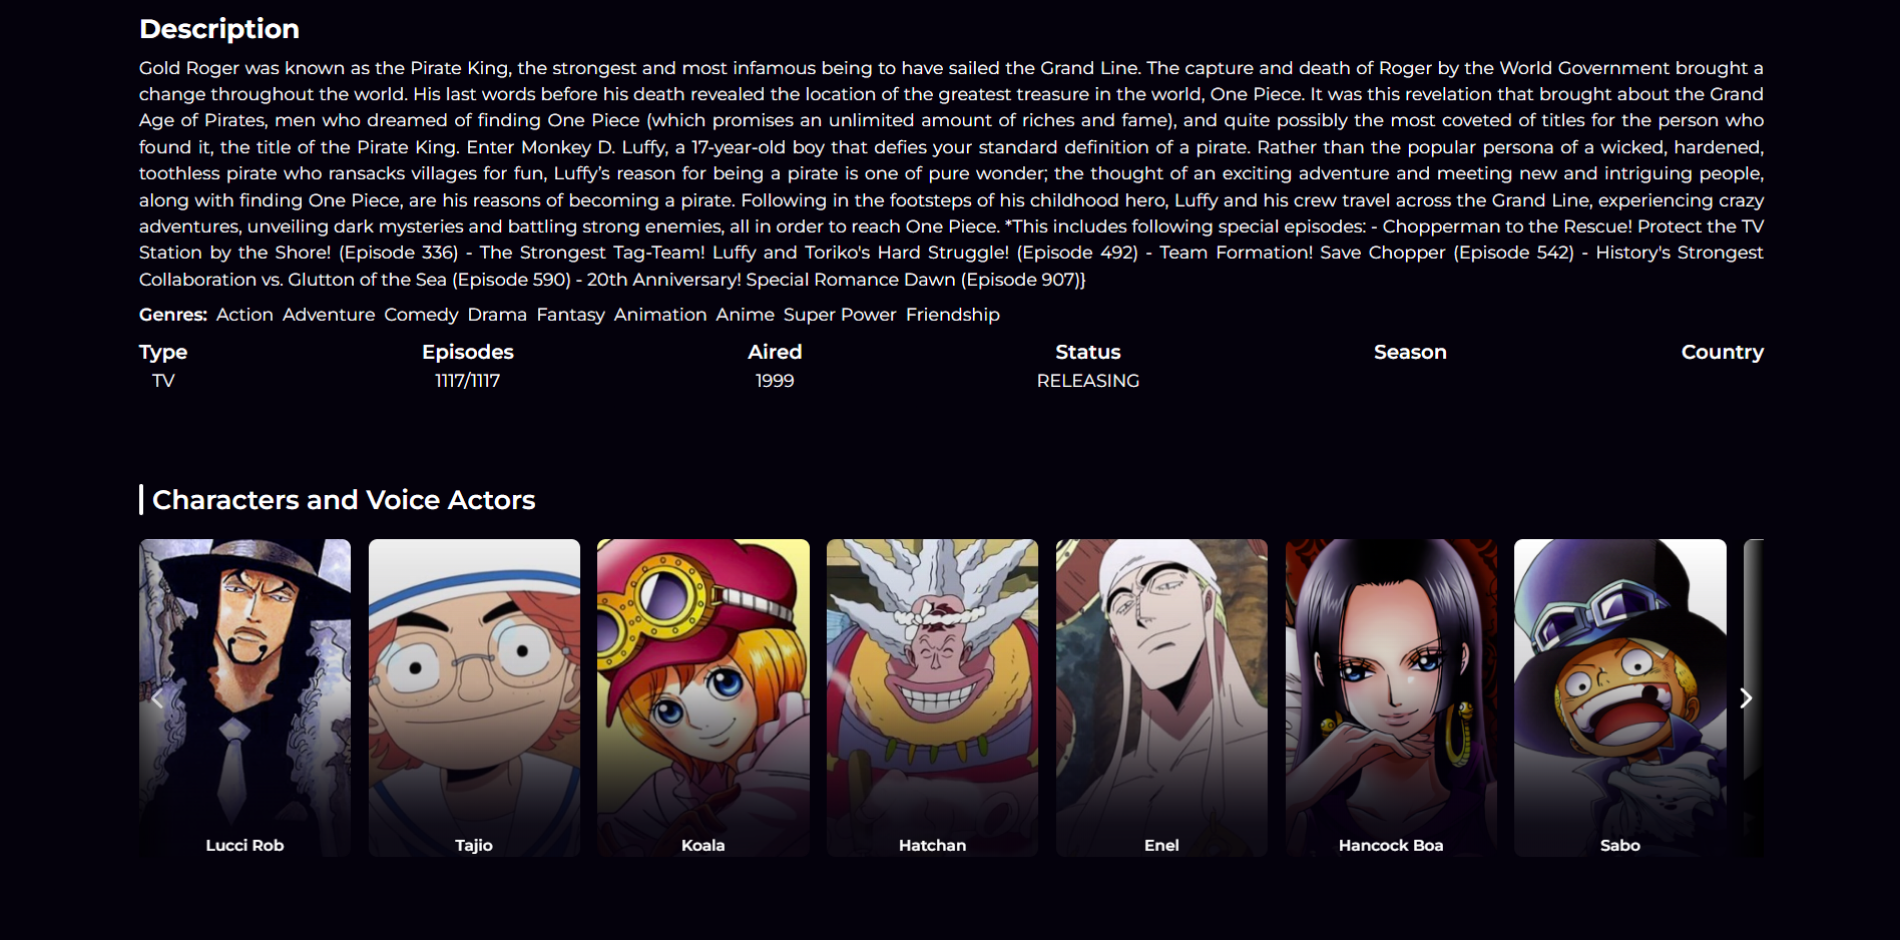 Description
Gold Roger was known as the Pirate King, the strongest and most infamous being to have sailed the Grand Line. The capture and death of Roger by the World Government brought a
change throughout the world. His last words before his death revealed the location of the greatest treasure in the world, One Piece. It was this revelation that brought about the Grand
Age of Pirates, men who dreamed of finding One Piece (which promises an unlimited amount of riches and fame), and quite possibly the most coveted of titles for the person who
found it, the title of the Pirate King. Enter Monkey D. Luffy, a 17-year-old boy that defies your standard definition of a pirate. Rather than the popular persona of a wicked, hardened,
toothless pirate who ransacks villages for fun, Luffy’s reason for being a pirate is one of pure wonder; the thought of an exciting adventure and meeting new and intriguing people,
along with finding One Piece, are his reasons of becoming a pirate. Following in the footsteps of his childhood hero, Luffy and his crew travel across the Grand Line, experiencing crazy
adventures, unveiling dark mysteries and battling strong enemies, all in order to reach One Piece. *This includes following special episodes: - Chopperman to the Rescue! Protect the TV
Station by the Shore! (Episode 336) - The Strongest Tag-Team! Luffy and Toriko's Hard Struggle! (Episode 492) - Team Formation! Save Chopper (Episode 542) - History's Strongest
Collaboration vs. Glutton of the Sea (Episode 590) - 20th Anniversary! Special Romance Dawn (Episode 907)}
Genres: Action Adventure Comedy Drama Fantasy Animation Anime Super Power Friendship
Type Episodes Aired Status Season Country
TV 1117/1117 1999 RELEASING
Characters and Voice Actors
Lucci Rob Tajio Koala Hatchan Enel Hancock Boa Sabo